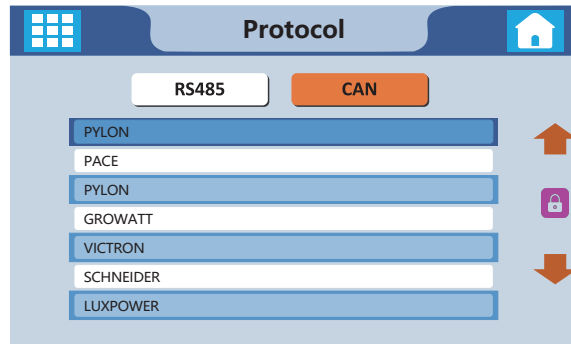 Protocol
RS485 CAN
PYLON
PACE
PYLON
GROWATT
VICTRON
SCHNEIDER
LUXPOWER